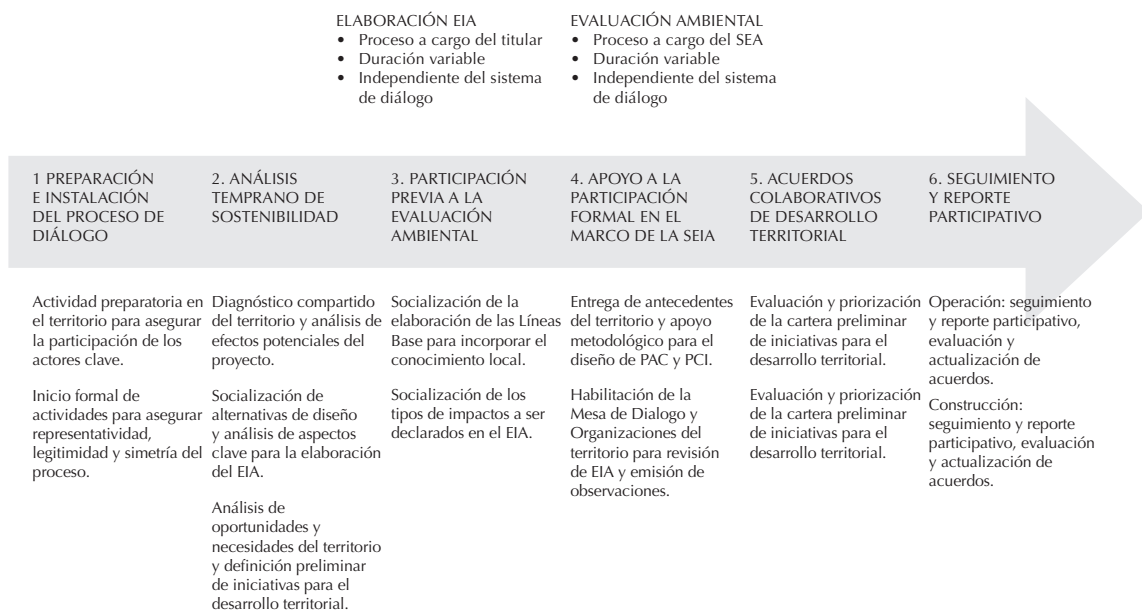 ELABORACIÓN EIA
• Proceso a cargo del titular
• Duración variable
• Independiente del sistema
de diálogo
EVALUACIÓN AMBIENTAL
• Proceso a cargo del SEA
• Duración variable
• Independiente del sistema
de diálogo
1 PREPARACIÓN
E INSTALACIÓN
DEL PROCESO DE
DIÁLOGO
2. ANÁLISIS
TEMPRANO DE
SOSTENIBILIDAD
3. PARTICIPACIÓN
PREVIA A LA
EVALUACIÓN
AMBIENTAL
4. APOYO A LA
PARTICIPACIÓN
FORMAL EN EL
MARCO DE LA SEIA
5. ACUERDOS
COLABORATIVOS
DE DESARROLLO
TERRITORIAL
6. SEGUIMIENTO
Y REPORTE
PARTICIPATIVO
Actividad preparatoria en
el territorio para asegurar
la participación de los
actores clave.
Inicio formal de
actividades para asegurar
representatividad,
legitimidad y simetría del
proceso.
Diagnóstico compartido
del territorio y análisis de
efectos potenciales del
proyecto.
Socialización de
alternativas de diseño
y análisis de aspectos
clave para la elaboración
del EIA.
Análisis de
oportunidades y
necesidades del territorio
y definición preliminar
de iniciativas para el
desarrollo territorial.
Socialización de la
elaboración de las Líneas
Base para incorporar el
conocimiento local.
Socialización de los
tipos de impactos a ser
declarados en el EIA.
Entrega de antecedentes
del territorio y apoyo
metodológico para el
diseño de PAC y PCI.
Habilitación de la
Mesa de Dialogo y
Organizaciones del
territorio para revisión
de EIA y emisión de
observaciones.
Evaluación y priorización
de la cartera preliminar
de iniciativas para el
desarrollo territorial.
Evaluación y priorización
de la cartera preliminar
de iniciativas para el
desarrollo territorial.
Operación: seguimiento
y reporte participativo,
evaluación y
actualización de
acuerdos.
Construcción:
seguimiento y reporte
participativo, evaluación
y actualización de
acuerdos.